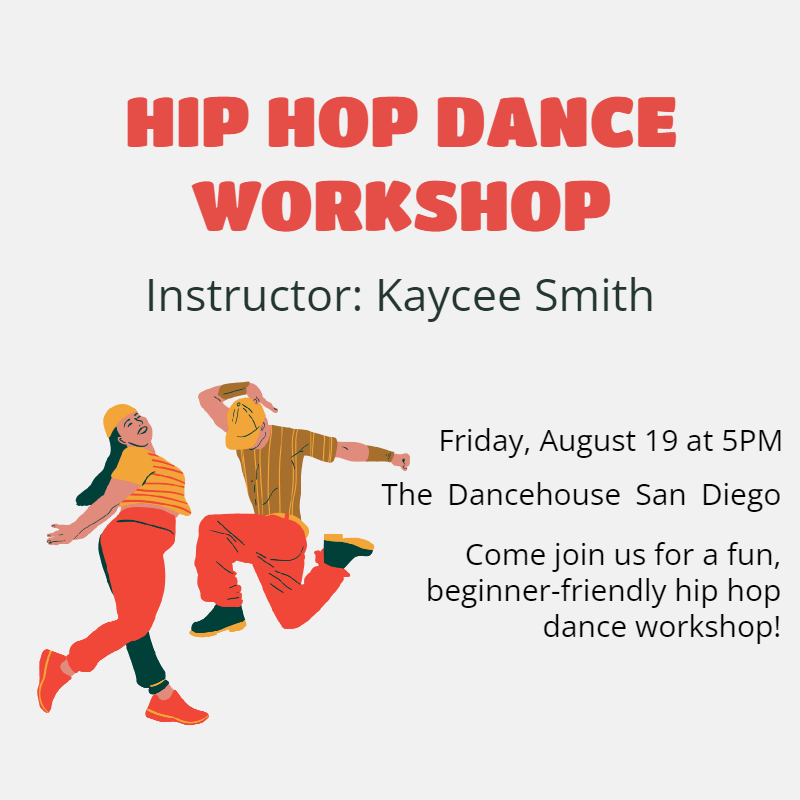 HIP HOP DANCE
WORKSHOP
Instructor: Kaycee Smith
Friday, August 19 at 5PM
The Dancehouse San Diego
Come join us for a fun,
beginner-friendly hip hop
dance workshop!